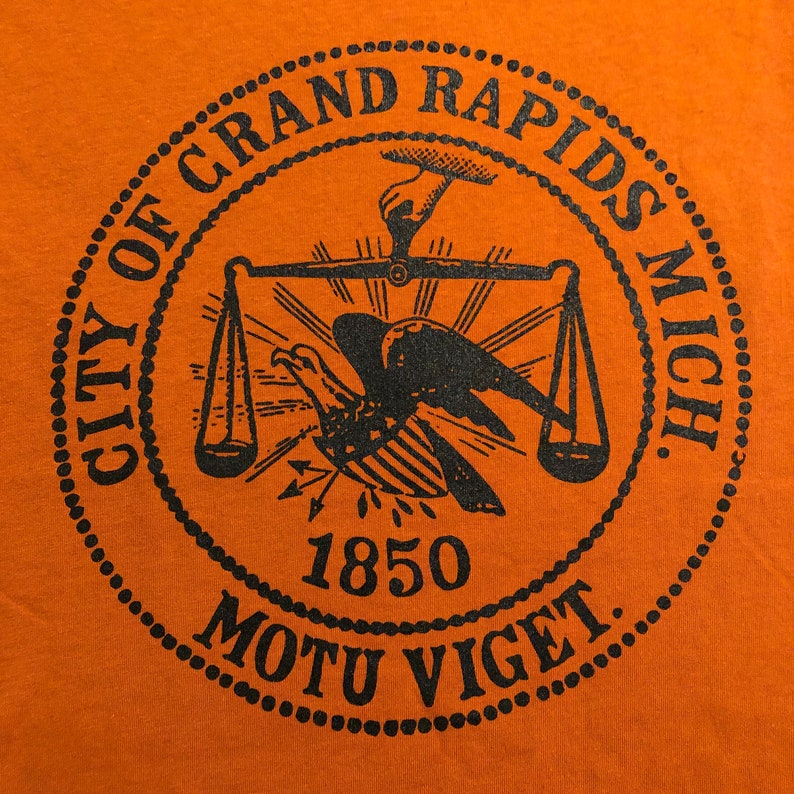 CITY OF GRAND RAPIDS MICH.
1850
MOTU VIGET.